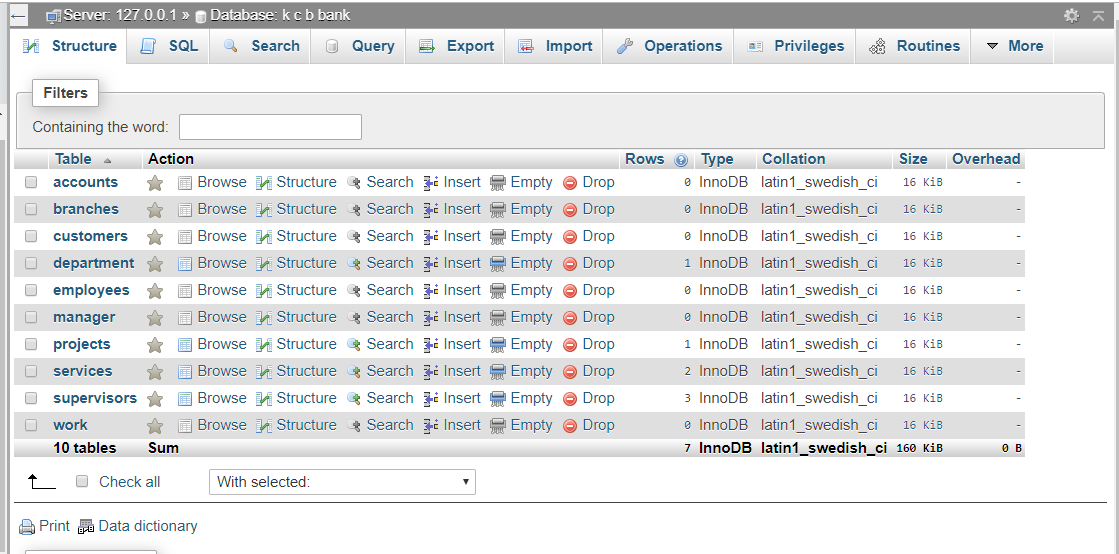 Server: 127.0.0.1 » Database: k c b bank
Structure SQL Search Query Export Import Operations Privileges Routines More
Filters
Containing the word:
Table Action Rows Type Collation Size Overhead
accounts Browse Structure Search Insert Empty Drop 0 InnoDB latin1_swedish_ci 16 KiB -
branches Browse Structure Search Insert Empty Drop 0 InnoDB latin1_swedish_ci 16 KiB -
customers Browse Structure Search Insert Empty Drop 0 InnoDB latin1_swedish_ci 16 KiB -
department Browse Structure Search Insert Empty Drop 1 InnoDB latin1_swedish_ci 16 KiB -
employees Browse Structure Search Insert Empty Drop 0 InnoDB latin1_swedish_ci 16 KiB -
manager Browse Structure Search Insert Empty Drop 0 InnoDB latin1_swedish_ci 16 KiB -
projects Browse Structure Search Insert Empty Drop 1 InnoDB latin1_swedish_ci 16 KiB -
services Browse Structure Search Insert Empty Drop 2 InnoDB latin1_swedish_ci 16 KiB -
supervisors Browse Structure Search Insert Empty Drop 3 InnoDB latin1_swedish_ci 16 KiB -
work Browse Structure Search Insert Empty Drop 0 InnoDB latin1_swedish_ci 16 KiB -
10 tables Sum 7 InnoDB latin1_swedish_ci 160 KiB 0 B
Check all With selected:
Print Data dictionary